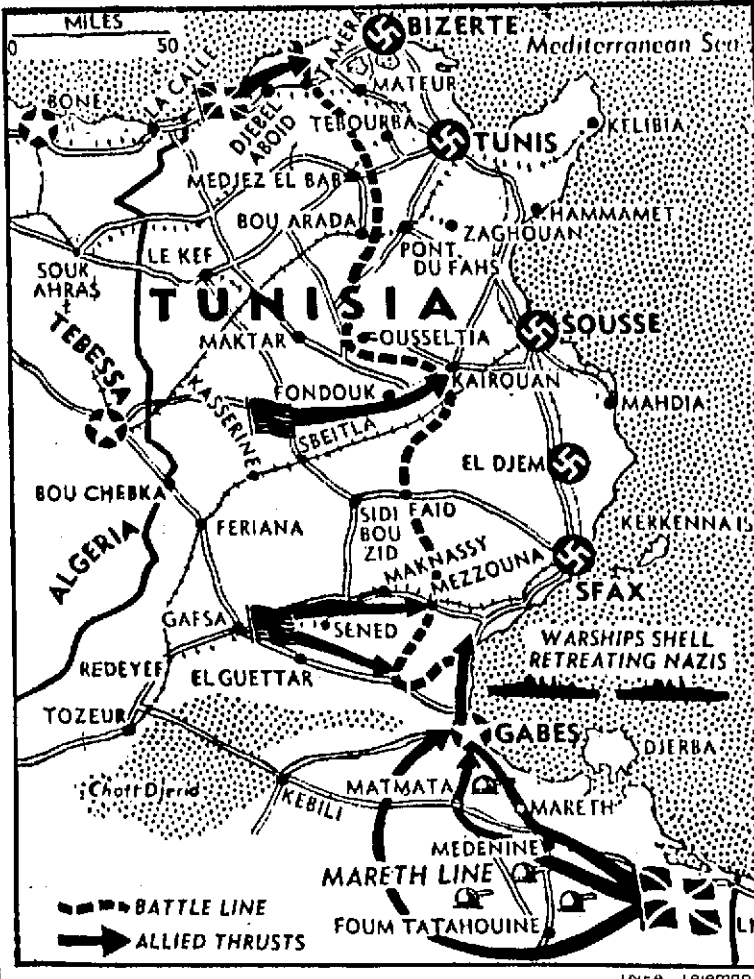 MILES
0 50
BIZERTE
Mediterranean Sea
BONE
LA CALLE
DJEBEL
ABOID
MATEUR
TEBOURBA
TUNIS
KELIBIA
MEDJEZ EL BAB
BOU ARADA
HAMMAMET
ZAGHOUAN
PONT
DU FAHS
SOUK
AHRAS
LE KEF
TUNISIA
MAKTAR
OUSSELTIA
SOUSSE
TEBESSA
KASSERINE
FONDOUK
KAIROUAN
MAHDIA
SBEITLA
EL DJEM
BOU CHEBKA
FERIANA
SIDI
BOU
ZID
FAID
KERKENNAIS
ALGERIA
MAKNASSY
MEZZOUNA
SFAX
GAFSA
SENED
WARSHIPS SHELL
RETREATING NAZIS
REDEYEF
EL GUETTAR
TOZEUR
GABES
DJERBA
Chott Djerid
KEBILI
MATMATA
MARETH
MEDENINE
MARETH LINE
BATTLE LINE
FOUM TATAHOUINE
ALLIED THRUSTS